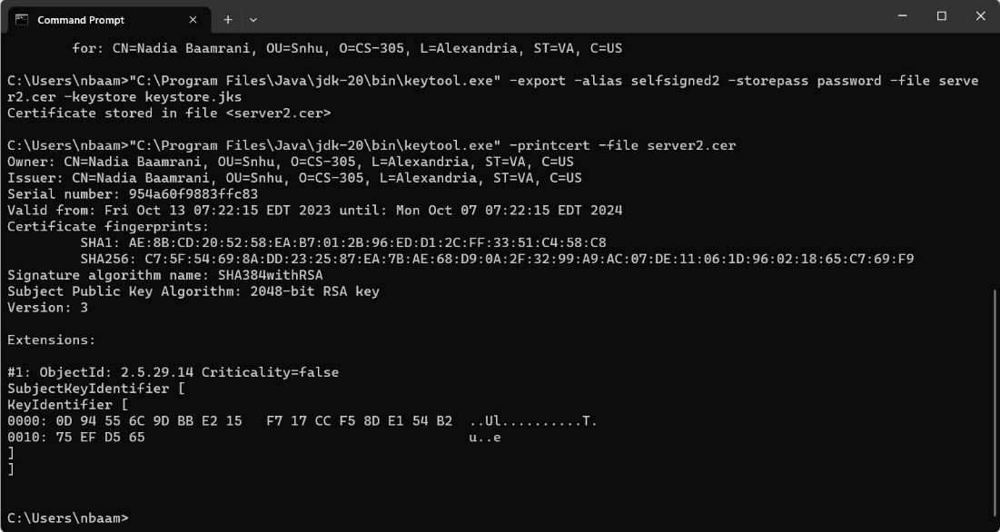 Command Prompt
for: CN=Nadia Baamrani, OU=Snhu, O=CS-305, L=Alexandria, ST=VA, C=US
C:\Users\nbaam>"C:\Program Files\Java\jdk-20\bin\keytool.exe" -export -alias selfsigned2 -storepass password -file serve
r2.cer -keystore keystore.jks
Certificate stored in file <server2.cer>
C:\Users\nbaam>"C:\Program Files\Java\jdk-20\bin\keytool.exe" -printcert -file server2.cer
Owner: CN=Nadia Baamrani, OU=Snhu, O=CS-305, L=Alexandria, ST=VA, C=US
Issuer: CN=Nadia Baamrani, OU=Snhu, O=CS-305, L=Alexandria, ST=VA, C=US
Serial number: 954a60f9883ffc83
Valid from: Fri Oct 13 07:22:15 EDT 2023 until: Mon Oct 07 07:22:15 EDT 2024
Certificate fingerprints:
SHA1: AE:8B:CD:20:52:58:EA:B7:01:2B:96:ED:D1:2C:FF:33:51:C4:58:C8
SHA256: C7:5F:54:69:8A:DD:23:25:87:EA:7B:AE:68:D9:0A:2F:32:99:A9:AC:07:DE:11:06:1D:96:02:18:65:C7:69:F9
Signature algorithm name: SHA384withRSA
Subject Public Key Algorithm: 2048-bit RSA key
Version: 3
Extensions:
#1: ObjectId: 2.5.29.14 Criticality=false
SubjectKeyIdentifier [
KeyIdentifier [
0000: 0D 94 55 6C 9D BB E2 15   F7 17 CC F5 8D E1 54 B2  ..Ul..........T.
0010: 75 EF D5 65                                        u..e
]
]
C:\Users\nbaam>